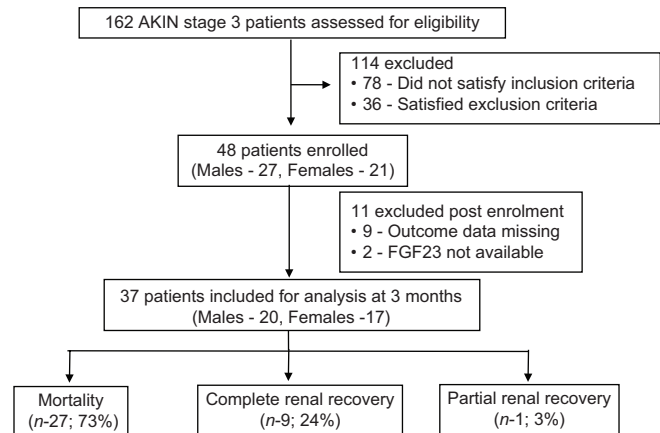 162 AKIN stage 3 patients assessed for eligibility
114 excluded
• 78 - Did not satisfy inclusion criteria
• 36 - Satisfied exclusion criteria
48 patients enrolled
(Males - 27, Females - 21)
11 excluded post enrolment
• 9 - Outcome data missing
• 2 - FGF23 not available
37 patients included for analysis at 3 months
(Males - 20, Females -17)
Mortality
(n-27; 73%)
Complete renal recovery
(n-9; 24%)
Partial renal recovery
(n-1; 3%)